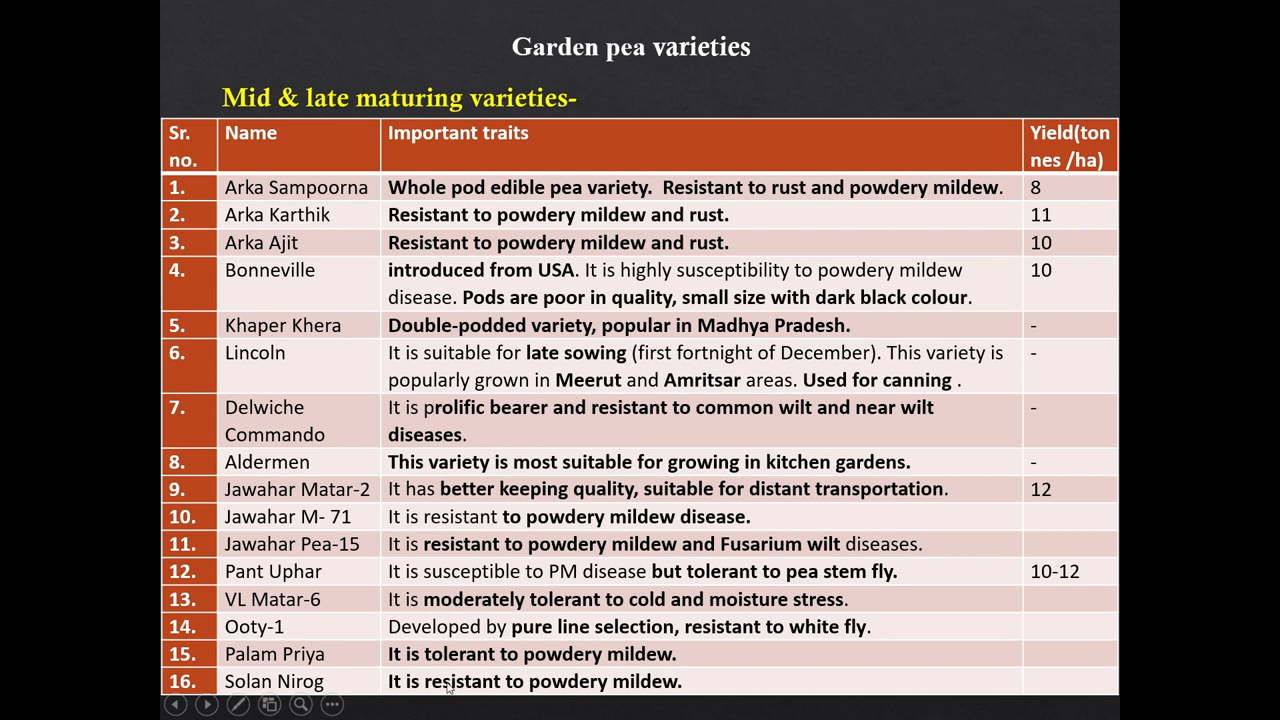 Garden pea varieties
Mid & late maturing varieties-
Sr. no. Name Important traits Yield(ton nes /ha)
1. Arka Sampoorna Whole pod edible pea variety. Resistant to rust and powdery mildew. 8
2. Arka Karthik Resistant to powdery mildew and rust. 11
3. Arka Ajit Resistant to powdery mildew and rust. 10
4. Bonneville introduced from USA. It is highly susceptibility to powdery mildew 10
disease. Pods are poor in quality, small size with dark black colour.
5. Khaper Khera Double-podded variety, popular in Madhya Pradesh. -
6. Lincoln It is suitable for late sowing (first fortnight of December). This variety is -
popularly grown in Meerut and Amritsar areas. Used for canning .
7. Delwiche It is prolific bearer and resistant to common wilt and near wilt -
Commando diseases.
8. Aldermen This variety is most suitable for growing in kitchen gardens. -
9. Jawahar Matar-2 It has better keeping quality, suitable for distant transportation. 12
10. Jawahar M- 71 It is resistant to powdery mildew disease.
11. Jawahar Pea-15 It is resistant to powdery mildew and Fusarium wilt diseases.
12. Pant Uphar It is susceptible to PM disease but tolerant to pea stem fly. 10-12
13. VL Matar-6 It is moderately tolerant to cold and moisture stress.
14. Ooty-1 Developed by pure line selection, resistant to white fly.
15. Palam Priya It is tolerant to powdery mildew.
16. Solan Nirog It is resistant to powdery mildew.